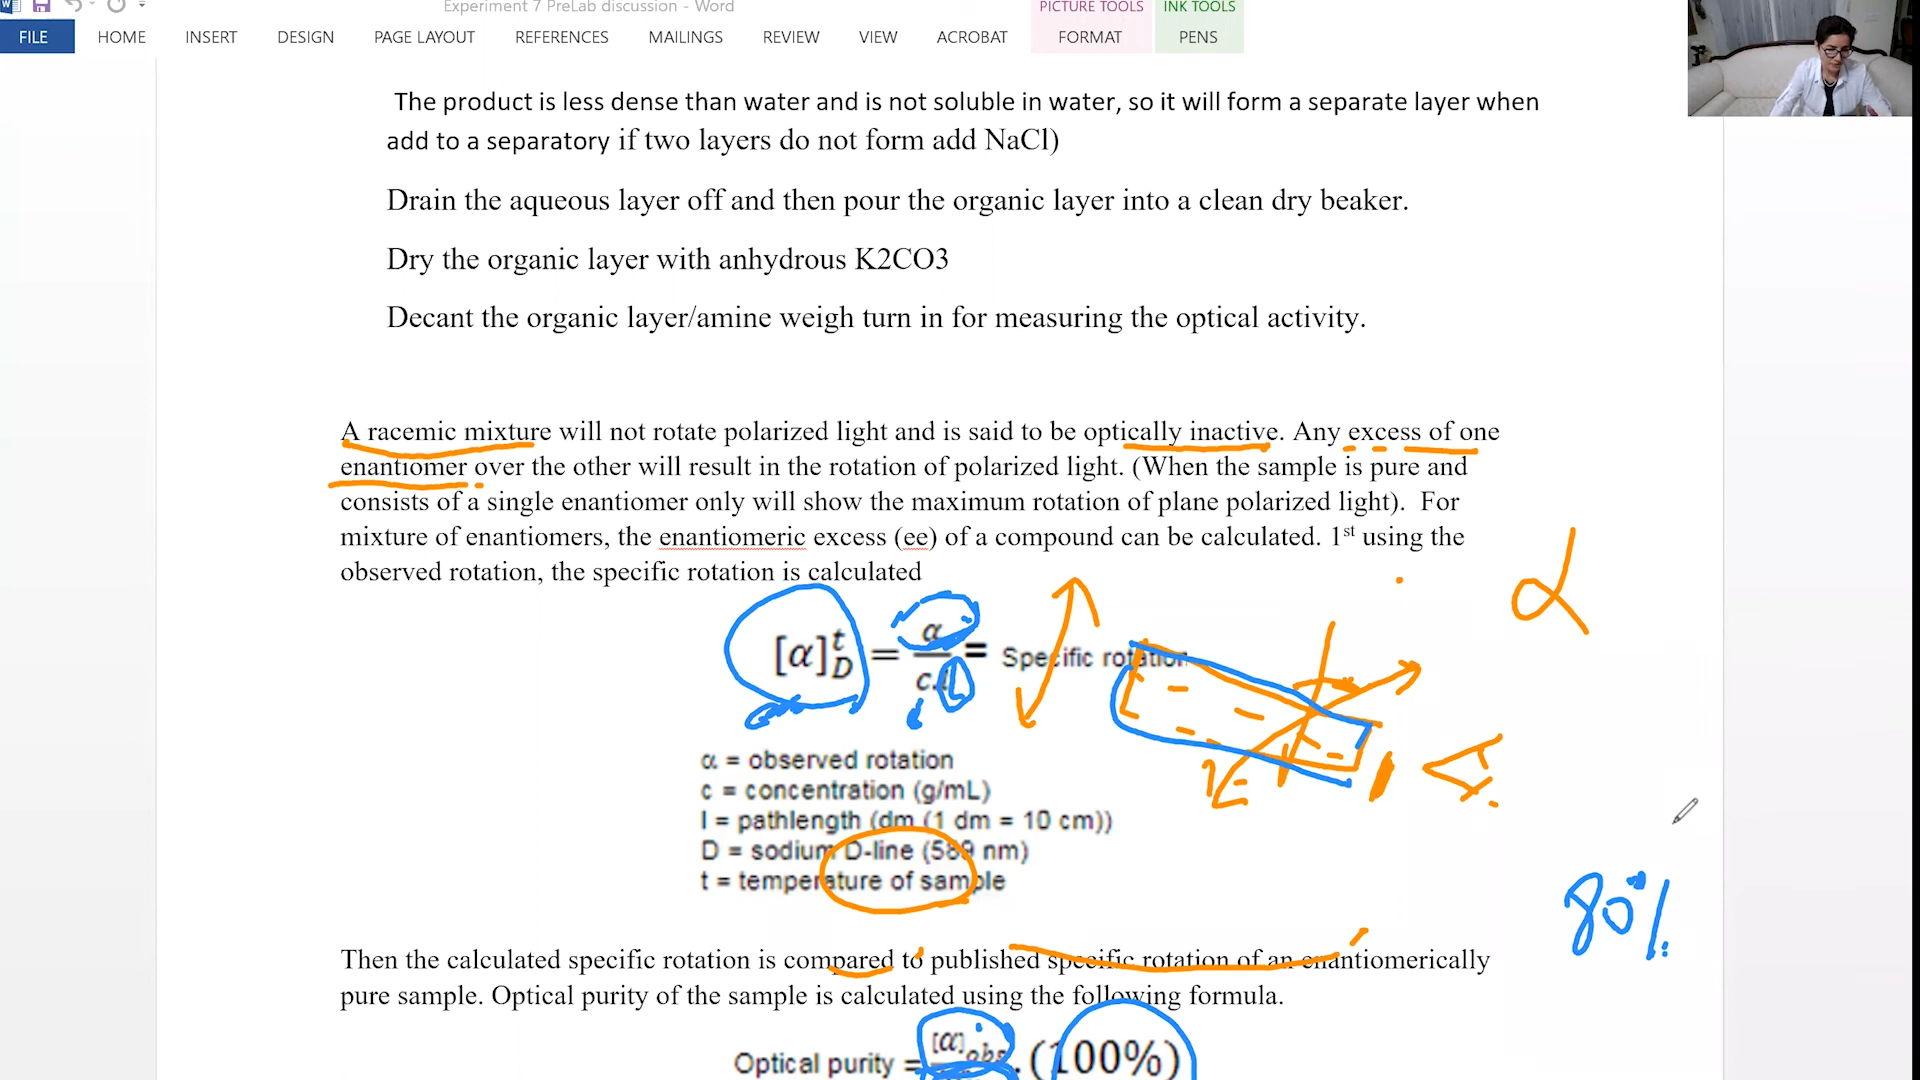 Experiment 7 PreLab discussion - Word
PICTURE TOOLS INK TOOLS
FILE HOME INSERT DESIGN PAGE LAYOUT REFERENCES MAILINGS REVIEW VIEW ACROBAT FORMAT PENS
The product is less dense than water and is not soluble in water, so it will form a separate layer when
add to a separatory if two layers do not form add NaCl)
Drain the aqueous layer off and then pour the organic layer into a clean dry beaker.
Dry the organic layer with anhydrous K2CO3
Decant the organic layer/amine weigh turn in for measuring the optical activity.
A racemic mixture will not rotate polarized light and is said to be optically inactive. Any excess of one
enantiomer over the other will result in the rotation of polarized light. (When the sample is pure and
consists of a single enantiomer only will show the maximum rotation of plane polarized light). For
mixture of enantiomers, the enantiomeric excess (ee) of a compound can be calculated. 1st using the
observed rotation, the specific rotation is calculated
α
[α]tD = α/c.l = Specific rotation
α = observed rotation
c = concentration (g/mL)
l = pathlength (dm (1 dm = 10 cm))
D = sodium D-line (589 nm)
t = temperature of sample
80%
Then the calculated specific rotation is compared to published specific rotation of an enantiomerically
pure sample. Optical purity of the sample is calculated using the following formula.
Optical purity = [α]obs . (100%)